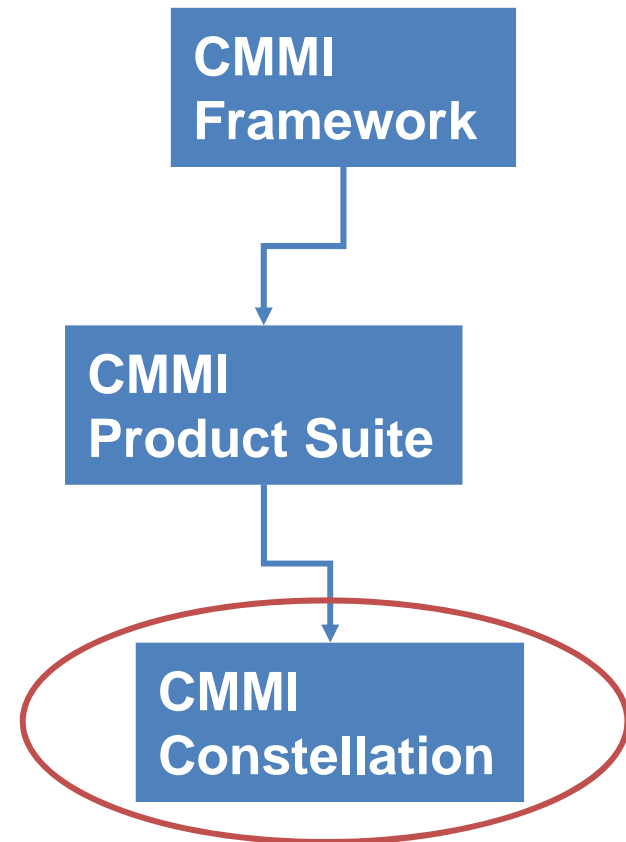 CMMI
Framework
CMMI
Product Suite
CMMI
Constellation